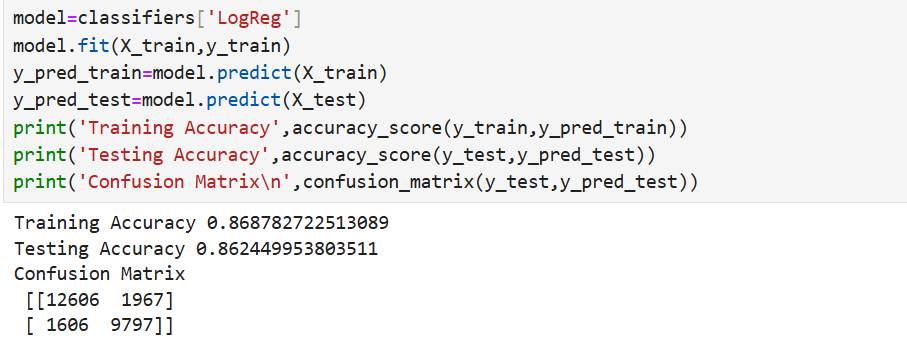 model=classifiers['LogReg']
model.fit(X_train,y_train)
y_pred_train=model.predict(X_train)
y_pred_test=model.predict(X_test)
print('Training Accuracy',accuracy_score(y_train,y_pred_train))
print('Testing Accuracy',accuracy_score(y_test,y_pred_test))
print('Confusion Matrix\n',confusion_matrix(y_test,y_pred_test))
Training Accuracy 0.868782722513089
Testing Accuracy 0.862449953803511
Confusion Matrix
 [[12606  1967]
 [ 1606  9797]]